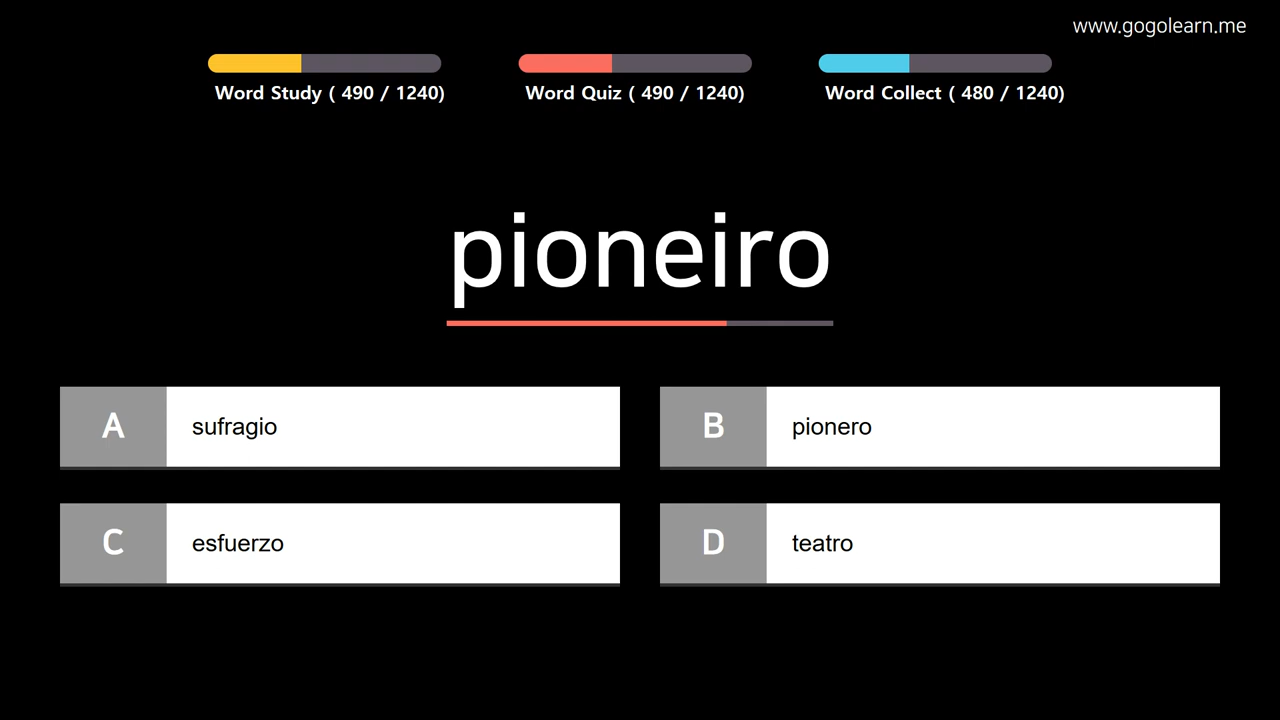 www.gogolearn.me
Word Study ( 490 / 1240)
Word Quiz ( 490 / 1240)
Word Collect ( 480 / 1240)
pioneiro
A
sufragio
B
pionero
C
esfuerzo
D
teatro